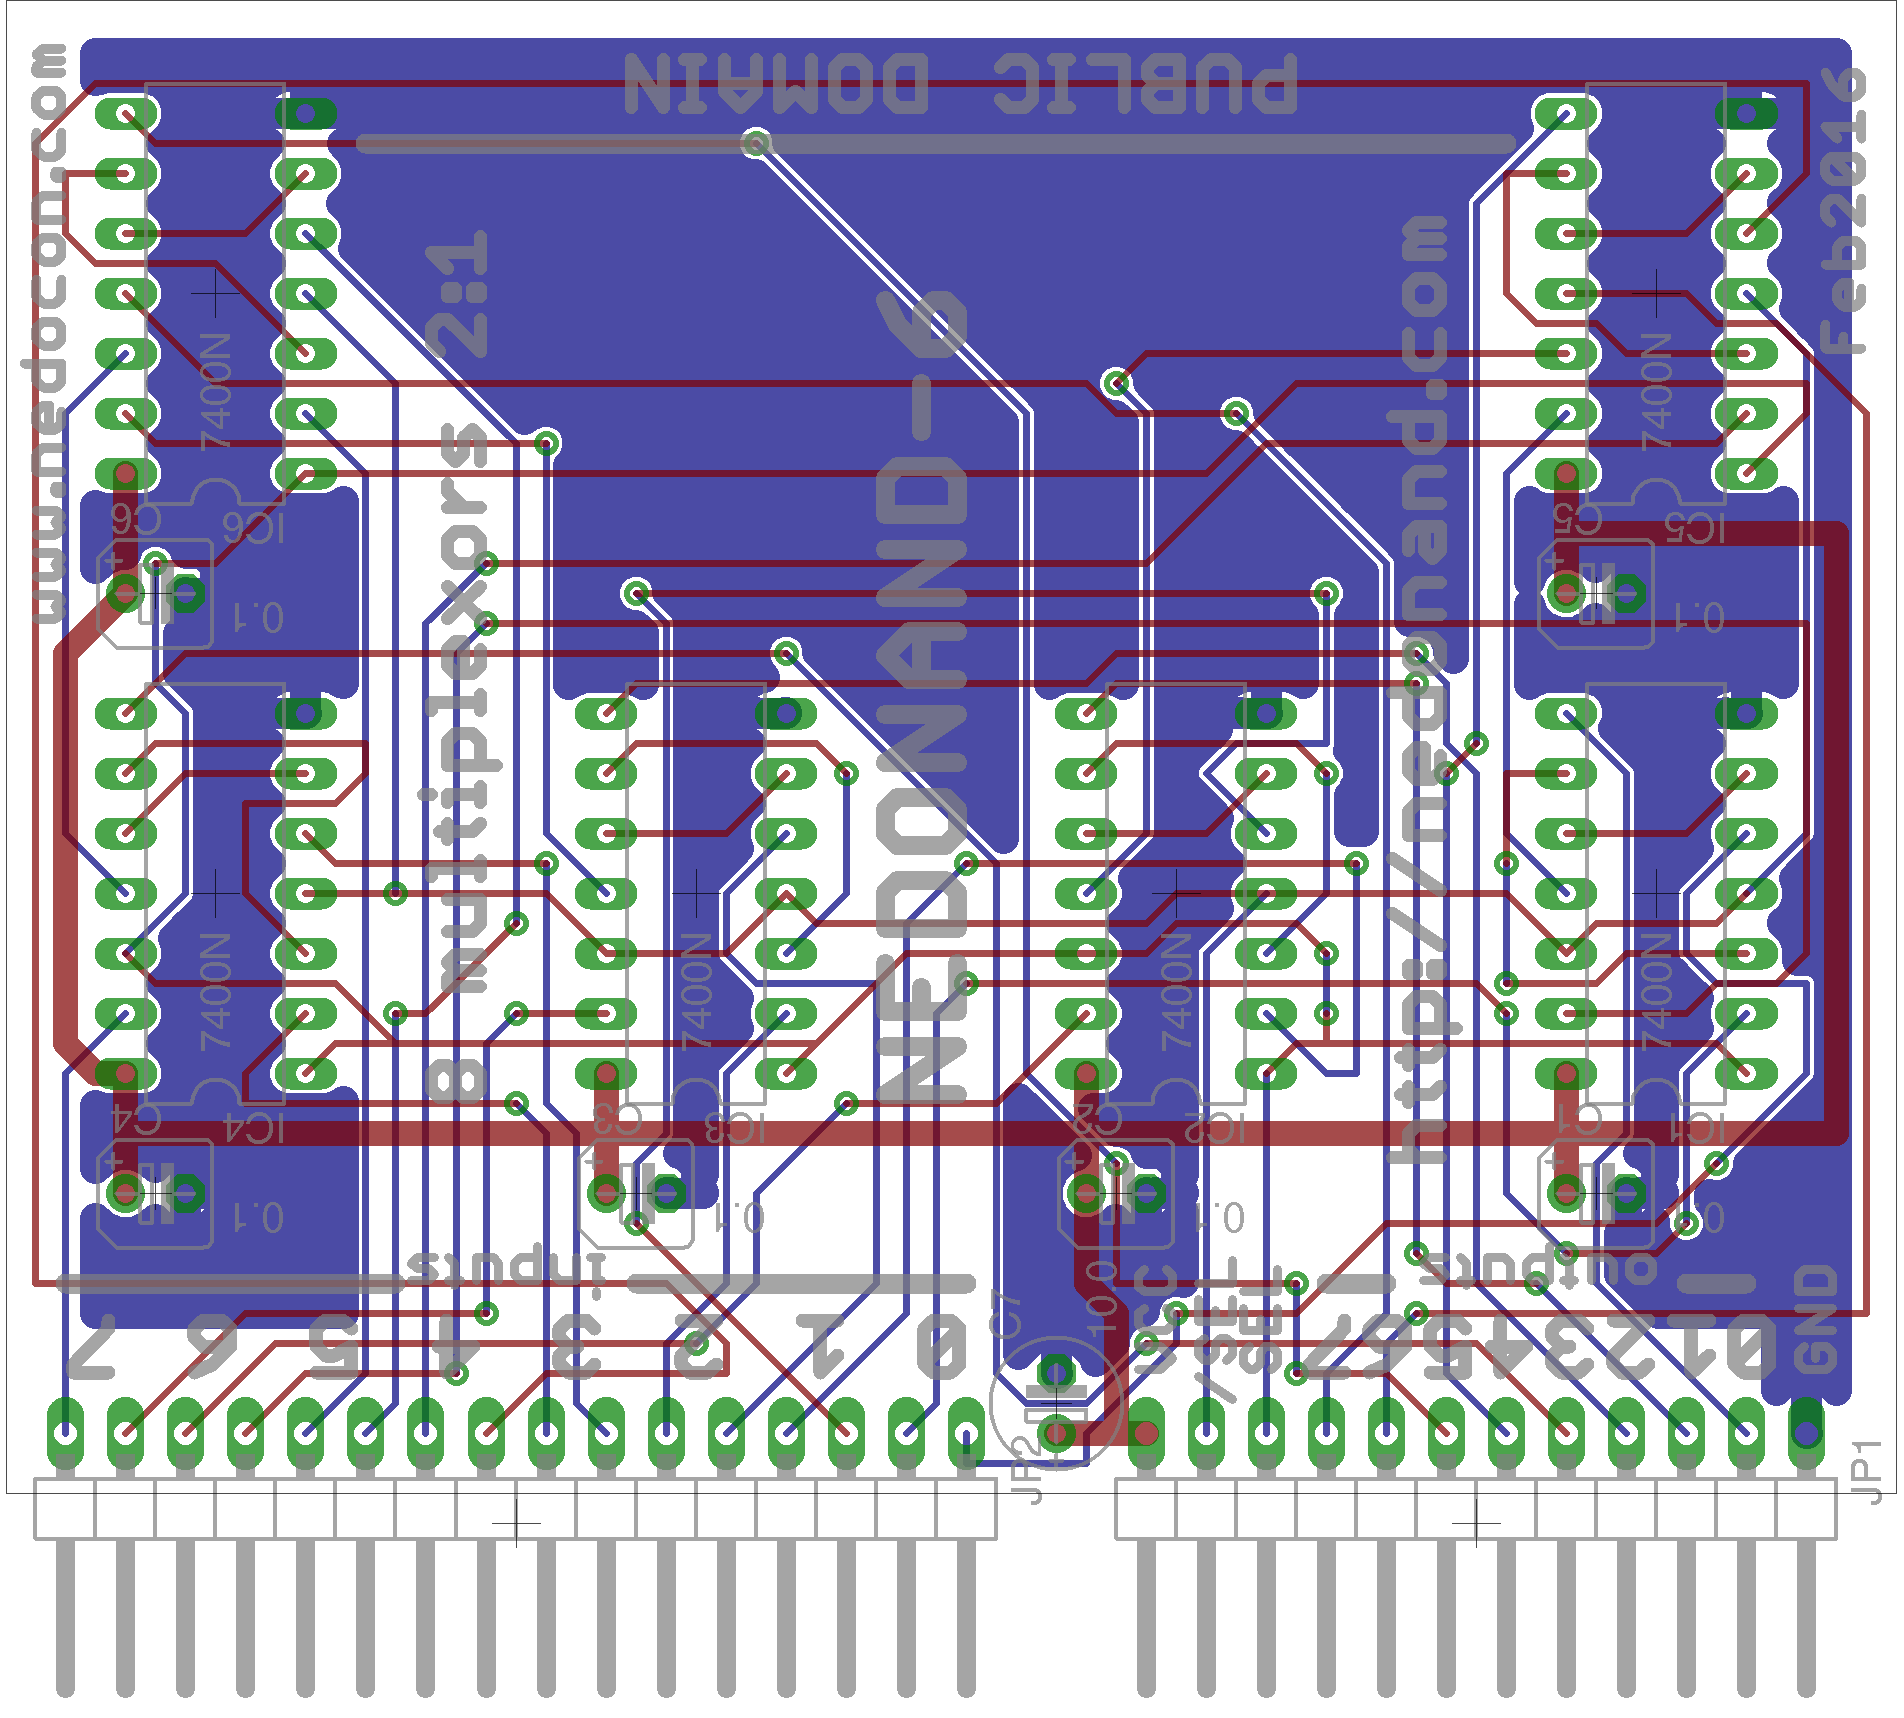 PUBLIC DOMAIN
www.nedocon.com
Feb2016
8 multiplexors 2:1
NEDONAND-6
http://nedonand.com
7400N
7400N
C6
IC6
C5
IC5
0.1
0.1
7400N
7400N
7400N
7400N
C4
IC4
C3
IC3
C2
IC2
C1
IC1
0.1
0.1
0.1
0
inputs
outputs
7
6
5
4
3
2
1
0
C7
10.0
Vcc
/SEL
SEL
7
6
5
4
3
2
1
0
GND
JP2
JP1